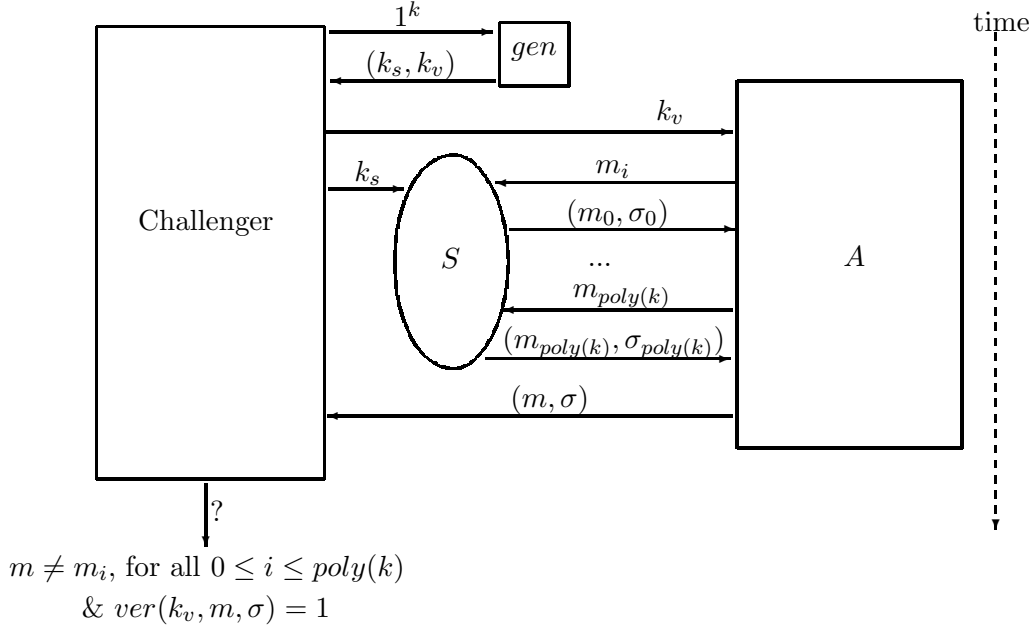 1^k
time
gen
(k_s, k_v)
k_v
k_s
m_i
Challenger
(m_0, σ_0)
S
...
A
m_{poly(k)}
(m_{poly(k)}, σ_{poly(k)})
(m, σ)
?
m ≠ m_i, for all 0 ≤ i ≤ poly(k)
& ver(k_v, m, σ) = 1